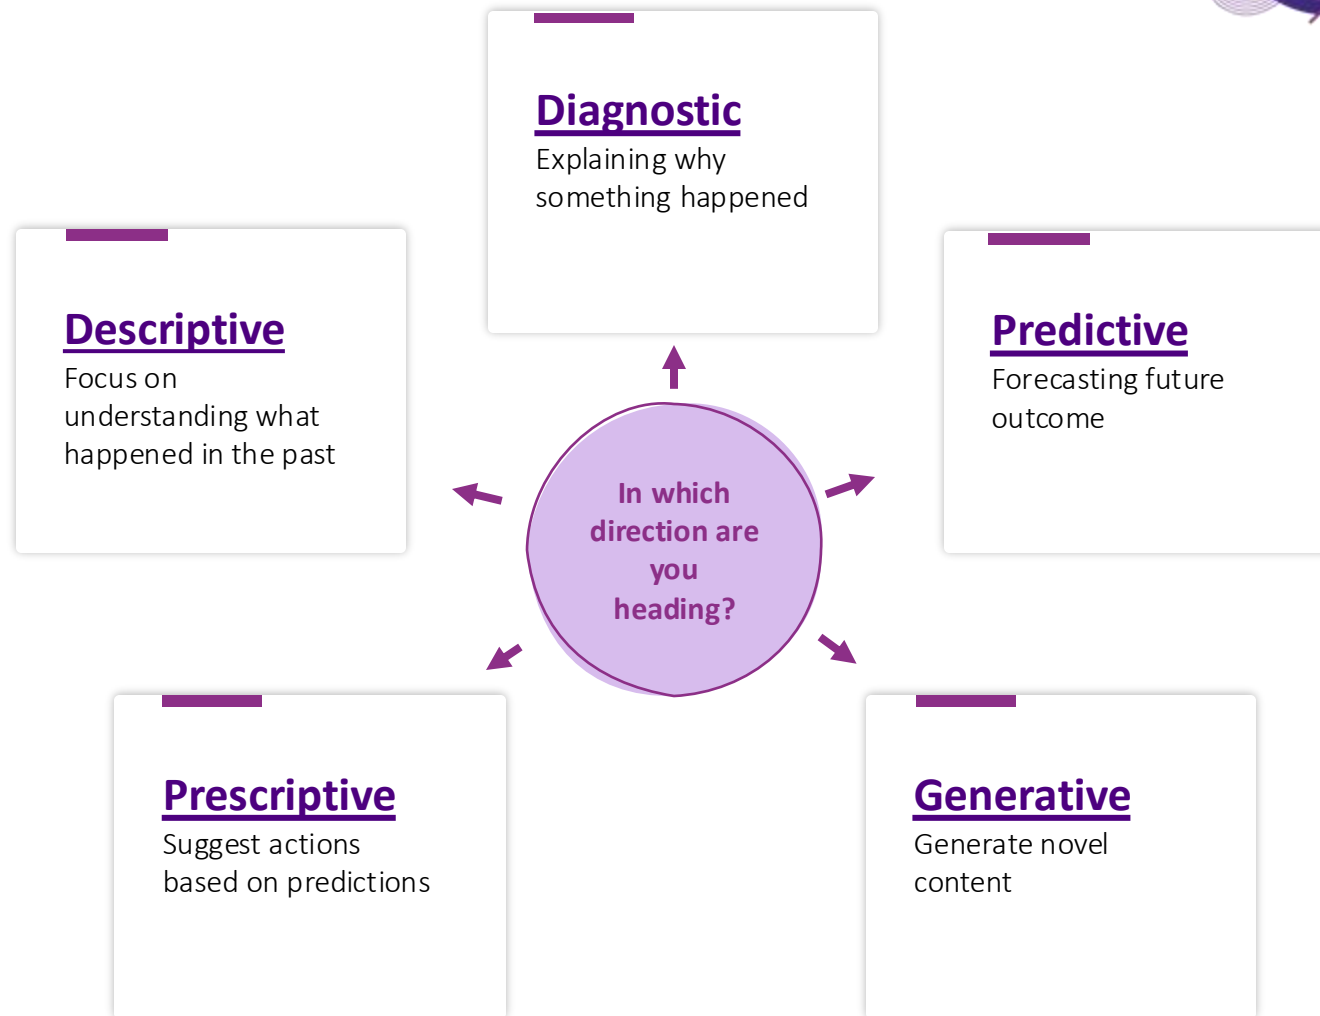 Diagnostic
Explaining why
something happened
Descriptive
Focus on
understanding what
happened in the past
Predictive
Forecasting future
outcome
In which
direction are
you
heading?
Prescriptive
Suggest actions
based on predictions
Generative
Generate novel
content